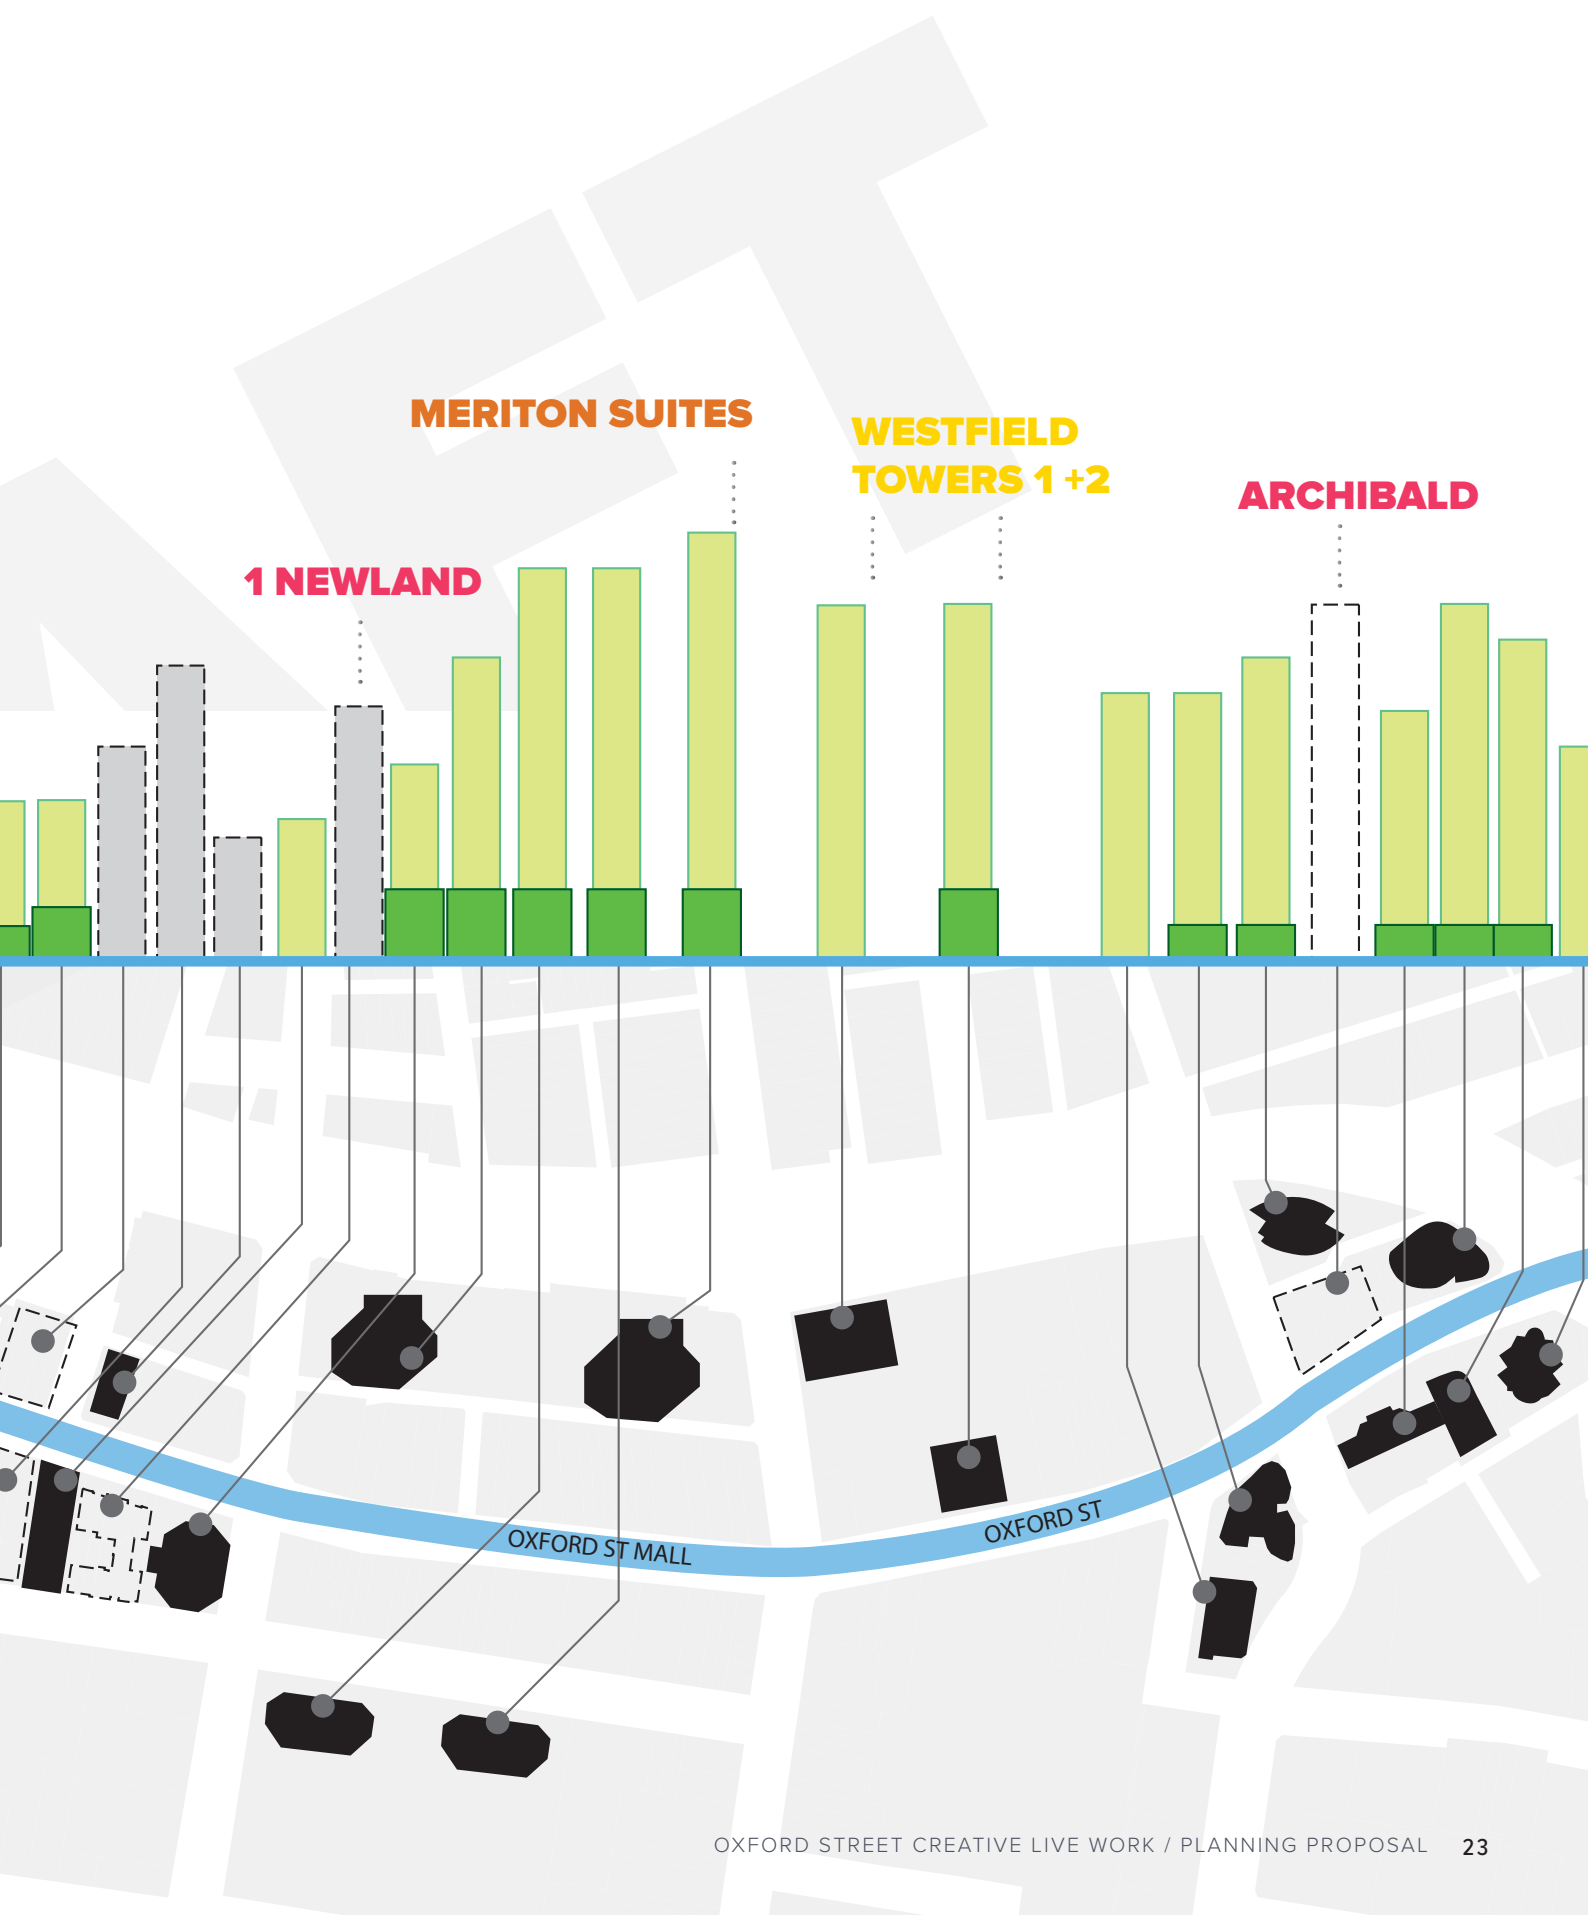 MERITON SUITES
WESTFIELD
TOWERS 1 +2
ARCHIBALD
1 NEWLAND
OXFORD ST MALL
OXFORD ST
OXFORD STREET CREATIVE LIVE WORK / PLANNING PROPOSAL 23